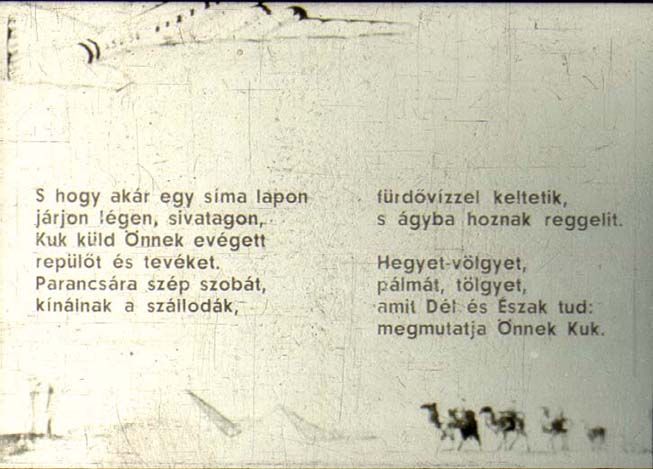 S hogy akár egy síma lapon
járjon légen, sivatagon,
Kuk küld Önnek evégett
repülőt és tevéket.
Parancsára szép szobát,
kínálnak a szállodák,
fürdővízzel keltetik,
s ágyba hoznak reggelit.
Hegyet-völgyet,
pálmát, tölgyet,
amit Dél és Észak tud:
megmutatja Önnek Kuk.